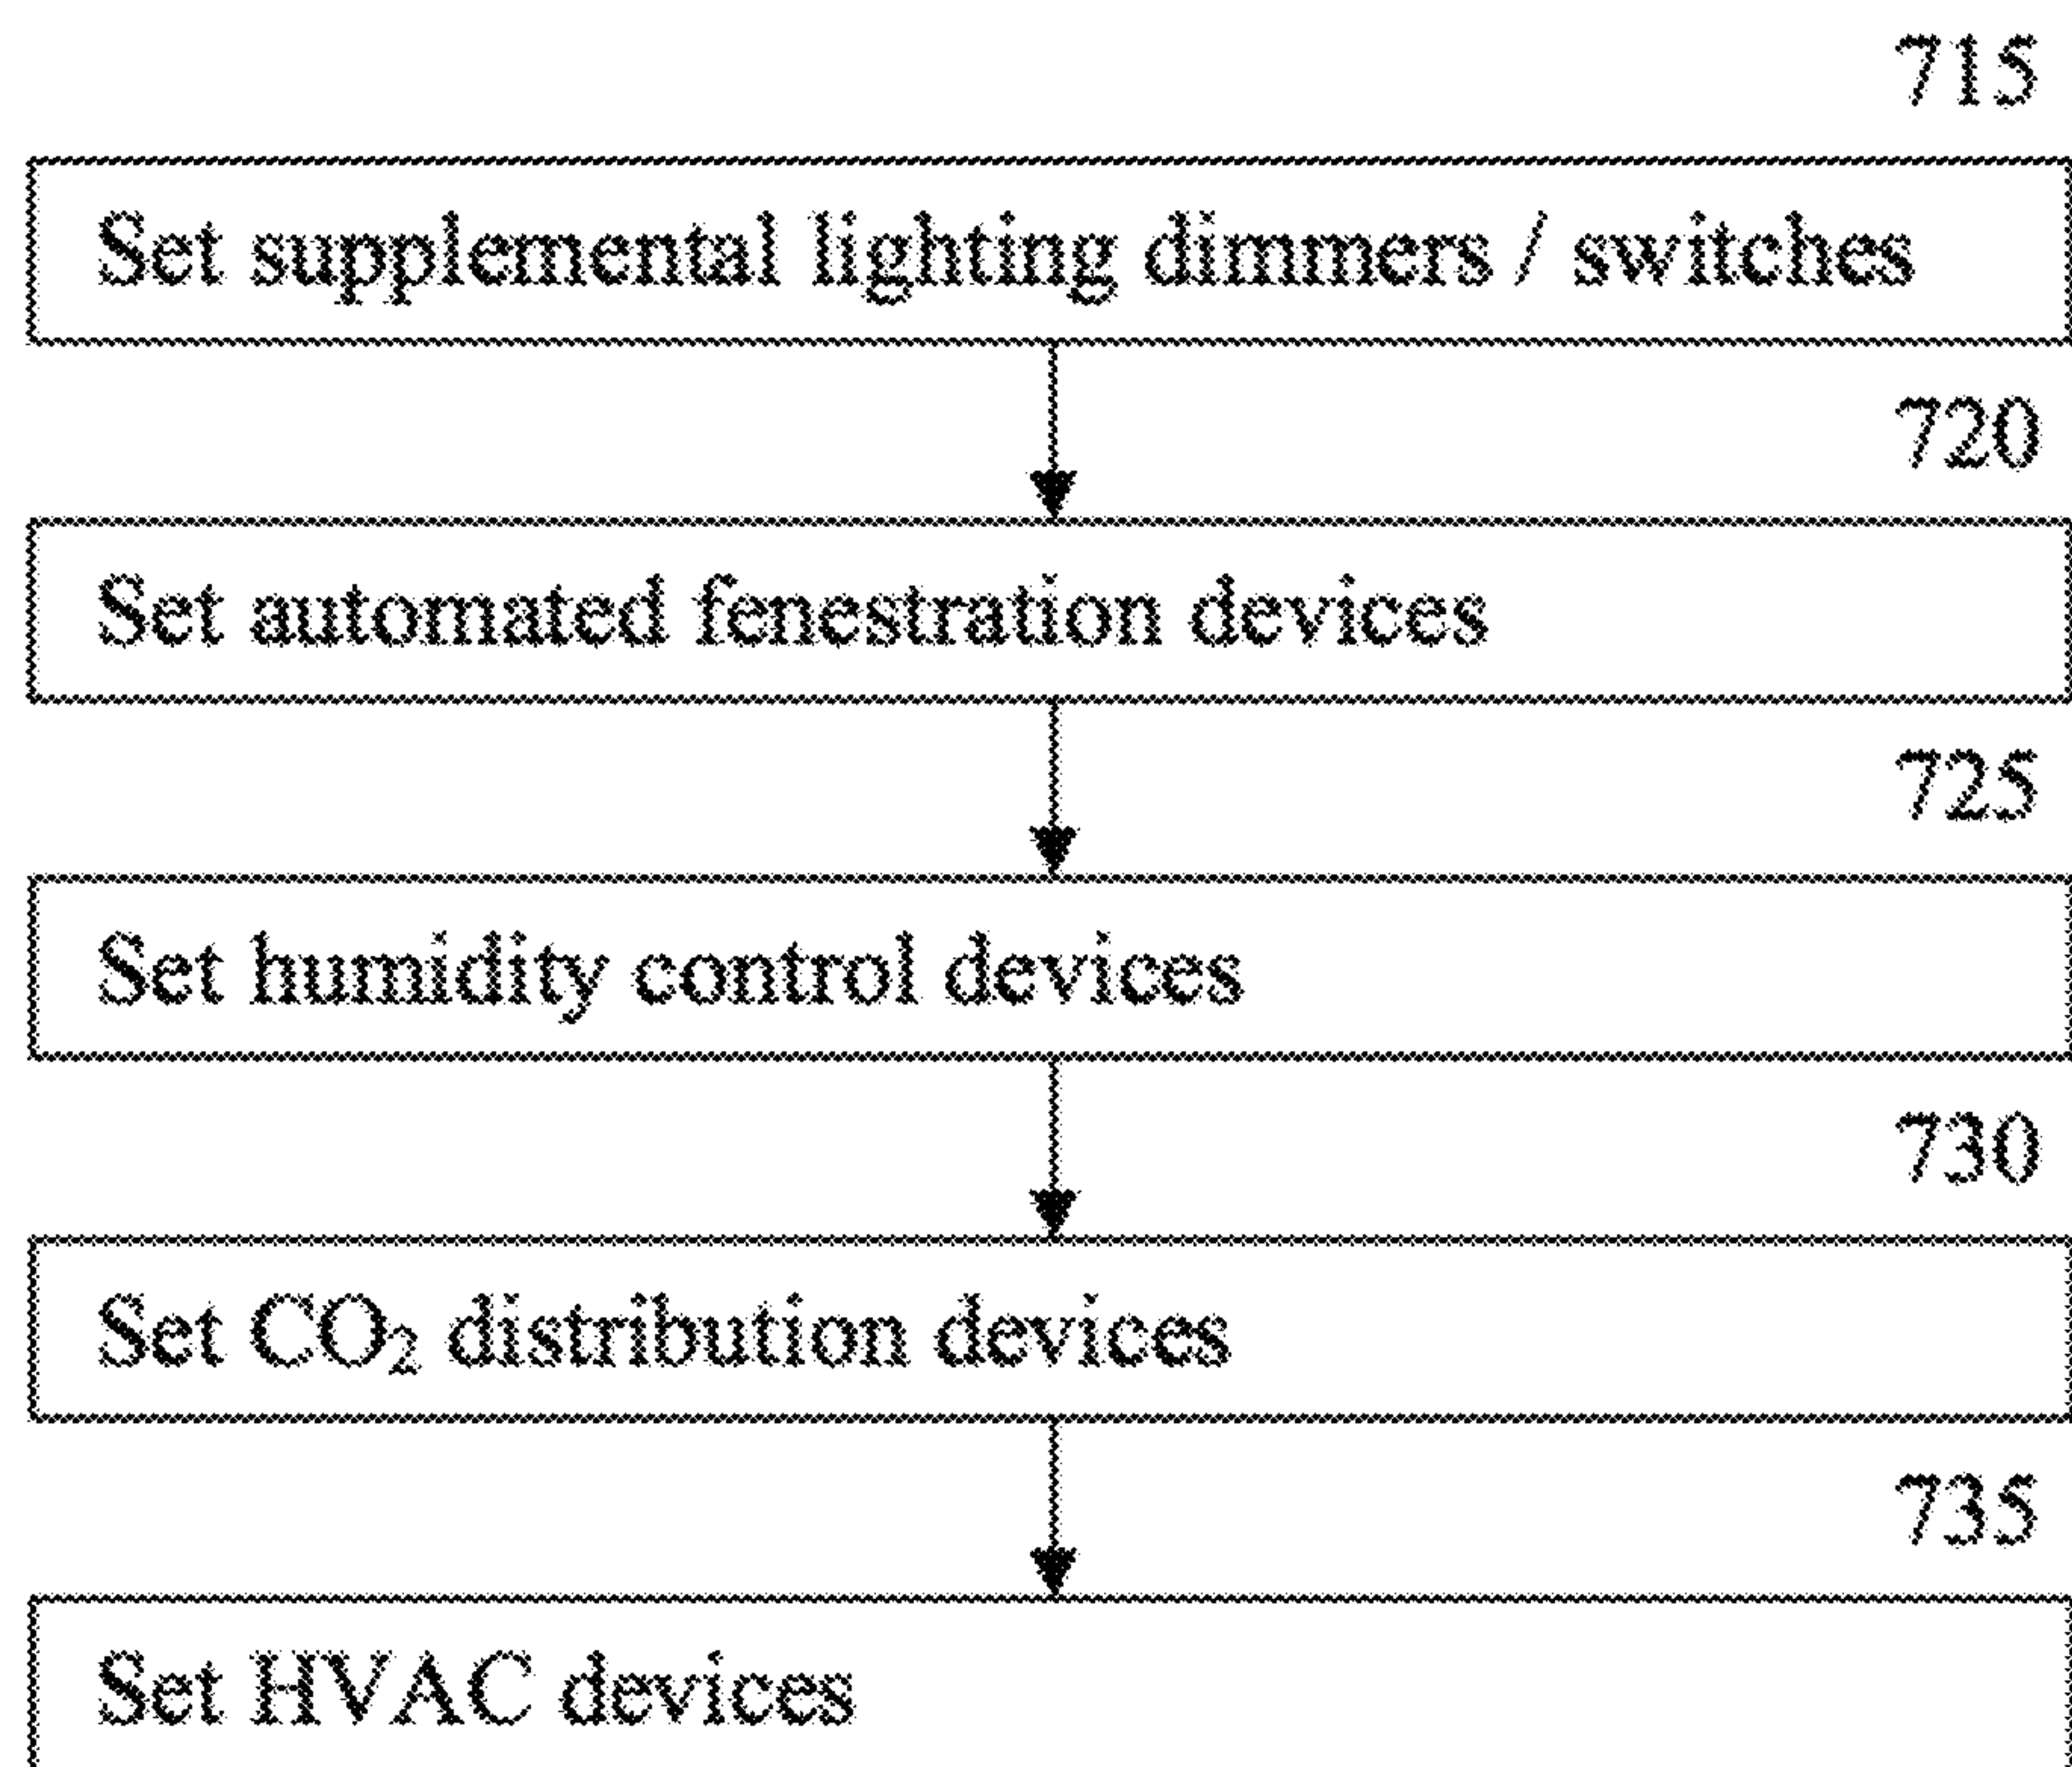 715
Set supplemental lighting dimmers / switches
720
Set automated fenestration devices
725
Set humidity control devices
730
Set CO₂ distribution devices
735
Set HVAC devices